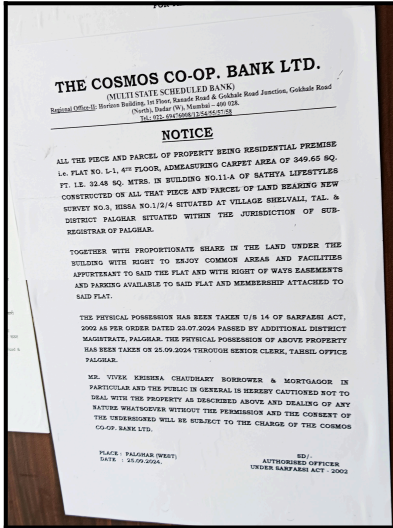 THE COSMOS CO-OP. BANK LTD.
(MULTI STATE SCHEDULED BANK)
Regional Office-II: Horizon Building, 1st Floor, Ranade Road & Gokhale Road Junction, Gokhale Road
(North), Dadar (W), Mumbai – 400 028.
Tel.: 022- 69476008/12/54/55/57/58
NOTICE
ALL THE PIECE AND PARCEL OF PROPERTY BEING RESIDENTIAL PREMISE
i.e. FLAT NO. L-1, 4TH FLOOR, ADMEASURING CARPET AREA OF 349.65 SQ.
FT. I.E. 32.48 SQ. MTRS. IN BUILDING NO.11-A OF SATHYA LIFESTYLES
CONSTRUCTED ON ALL THAT PIECE AND PARCEL OF LAND BEARING NEW
SURVEY NO.3, HISSA NO.1/2/4 SITUATED AT VILLAGE SHELVALI, TAL. &
DISTRICT PALGHAR SITUATED WITHIN THE JURISDICTION OF SUB-
REGISTRAR OF PALGHAR.
TOGETHER WITH PROPORTIONATE SHARE IN THE LAND UNDER THE
BUILDING WITH RIGHT TO ENJOY COMMON AREAS AND FACILITIES
APPURTENANT TO SAID THE FLAT AND WITH RIGHT OF WAYS EASEMENTS
AND PARKING AVAILABLE TO SAID FLAT AND MEMBERSHIP ATTACHED TO
SAID FLAT.
THE PHYSICAL POSSESSION HAS BEEN TAKEN U/S 14 OF SARFAESI ACT,
2002 AS PER ORDER DATED 23.07.2024 PASSED BY ADDITIONAL DISTRICT
MAGISTRATE, PALGHAR. THE PHYSICAL POSSESSION OF ABOVE PROPERTY
HAS BEEN TAKEN ON 25.09.2024 THROUGH SENIOR CLERK, TAHSIL OFFICE
PALGHAR.
MR. VIVEK KRISHNA CHAUDHARY BORROWER & MORTGAGOR IN
PARTICULAR AND THE PUBLIC IN GENERAL IS HEREBY CAUTIONED NOT TO
DEAL WITH THE PROPERTY AS DESCRIBED ABOVE AND DEALING OF ANY
NATURE WHATSOEVER WITHOUT THE PERMISSION AND THE CONSENT OF
THE UNDERSIGNED WILL BE SUBJECT TO THE CHARGE OF THE COSMOS
CO-OP. BANK LTD.
PLACE : PALGHAR (WEST)
DATE : 25.09.2024.
SD/-
AUTHORISED OFFICER
UNDER SARFAESI ACT - 2002